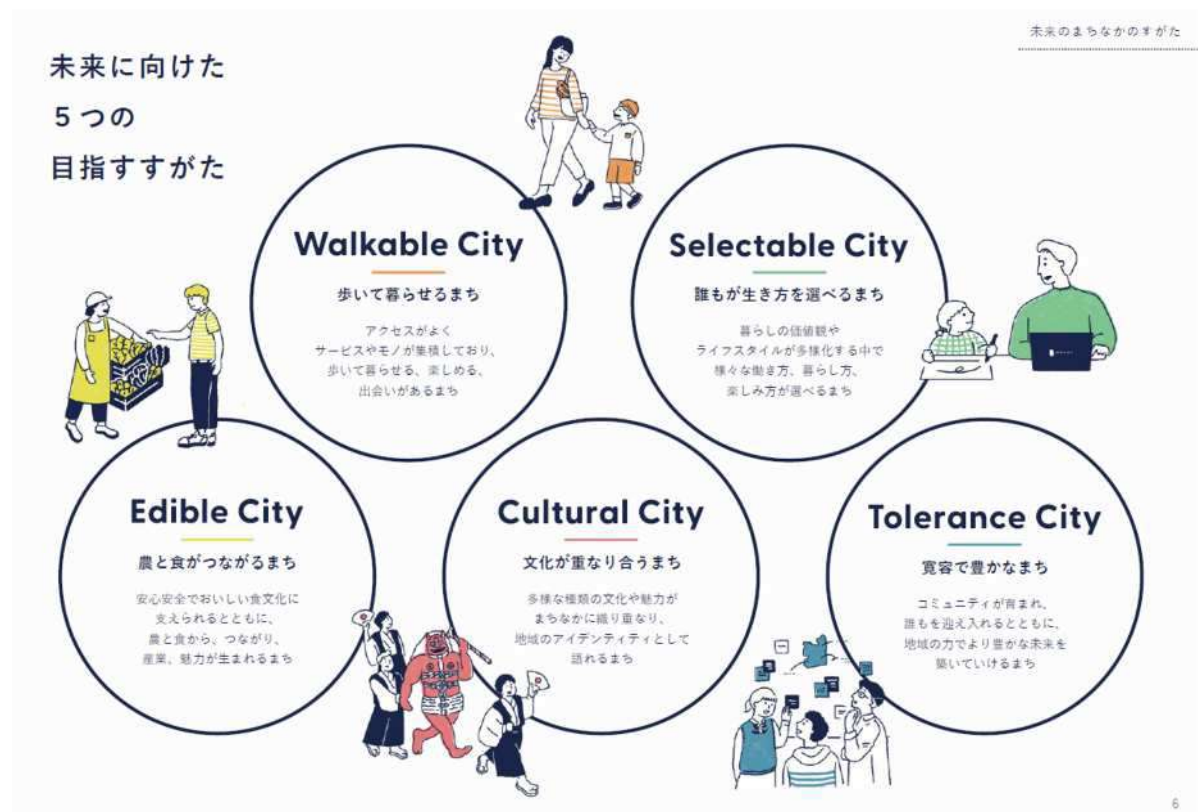 未来のまちなかのすがた
未来に向けた
5つの
目指すすがた
Walkable City
歩いて暮らせるまち
アクセスがよく
サービスやモノが集積しており、
歩いて暮らせる、楽しめる、
出会いがあるまち
Selectable City
誰もが生き方を選べるまち
暮らしの価値観や
ライフスタイルが多様化する中で
様々な働き方、暮らし方、
楽しみ方が選べるまち
Edible City
農と食がつながるまち
安心安全でおいしい食文化に
支えられるとともに、
農と食から、つながり、
産業、魅力が生まれるまち
Cultural City
文化が重なり合うまち
多様な種類の文化や魅力が
まちなかに織り重なり、
地域のアイデンティティとして
語れるまち
Tolerance City
寛容で豊かなまち
コミュニティが育まれ、
誰もを迎え入れるとともに、
地域の力でより豊かな未来を
築いていけるまち
6